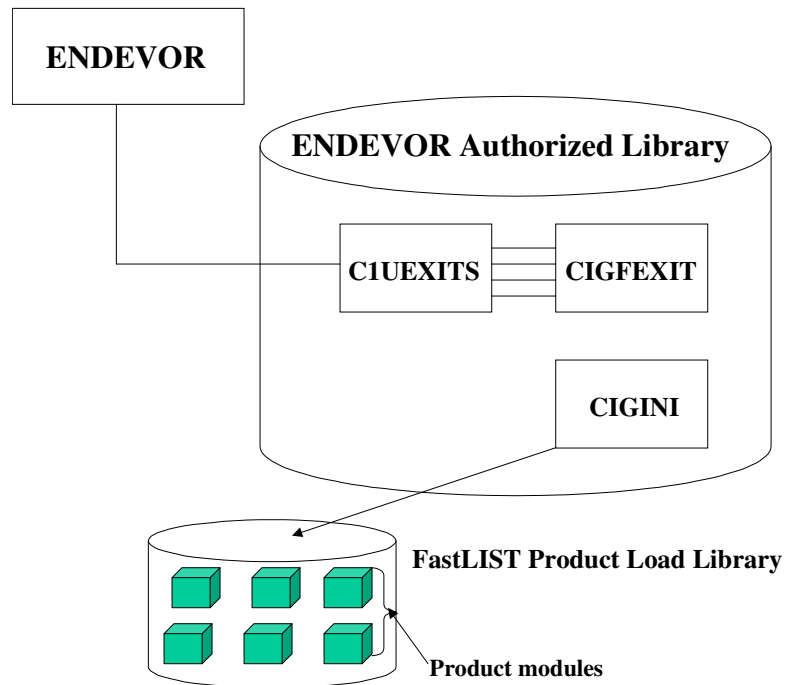 ENDEVOR
ENDEVOR Authorized Library
C1UEXITS
CIGFEXIT
CIGINI
FastLIST Product Load Library
Product modules